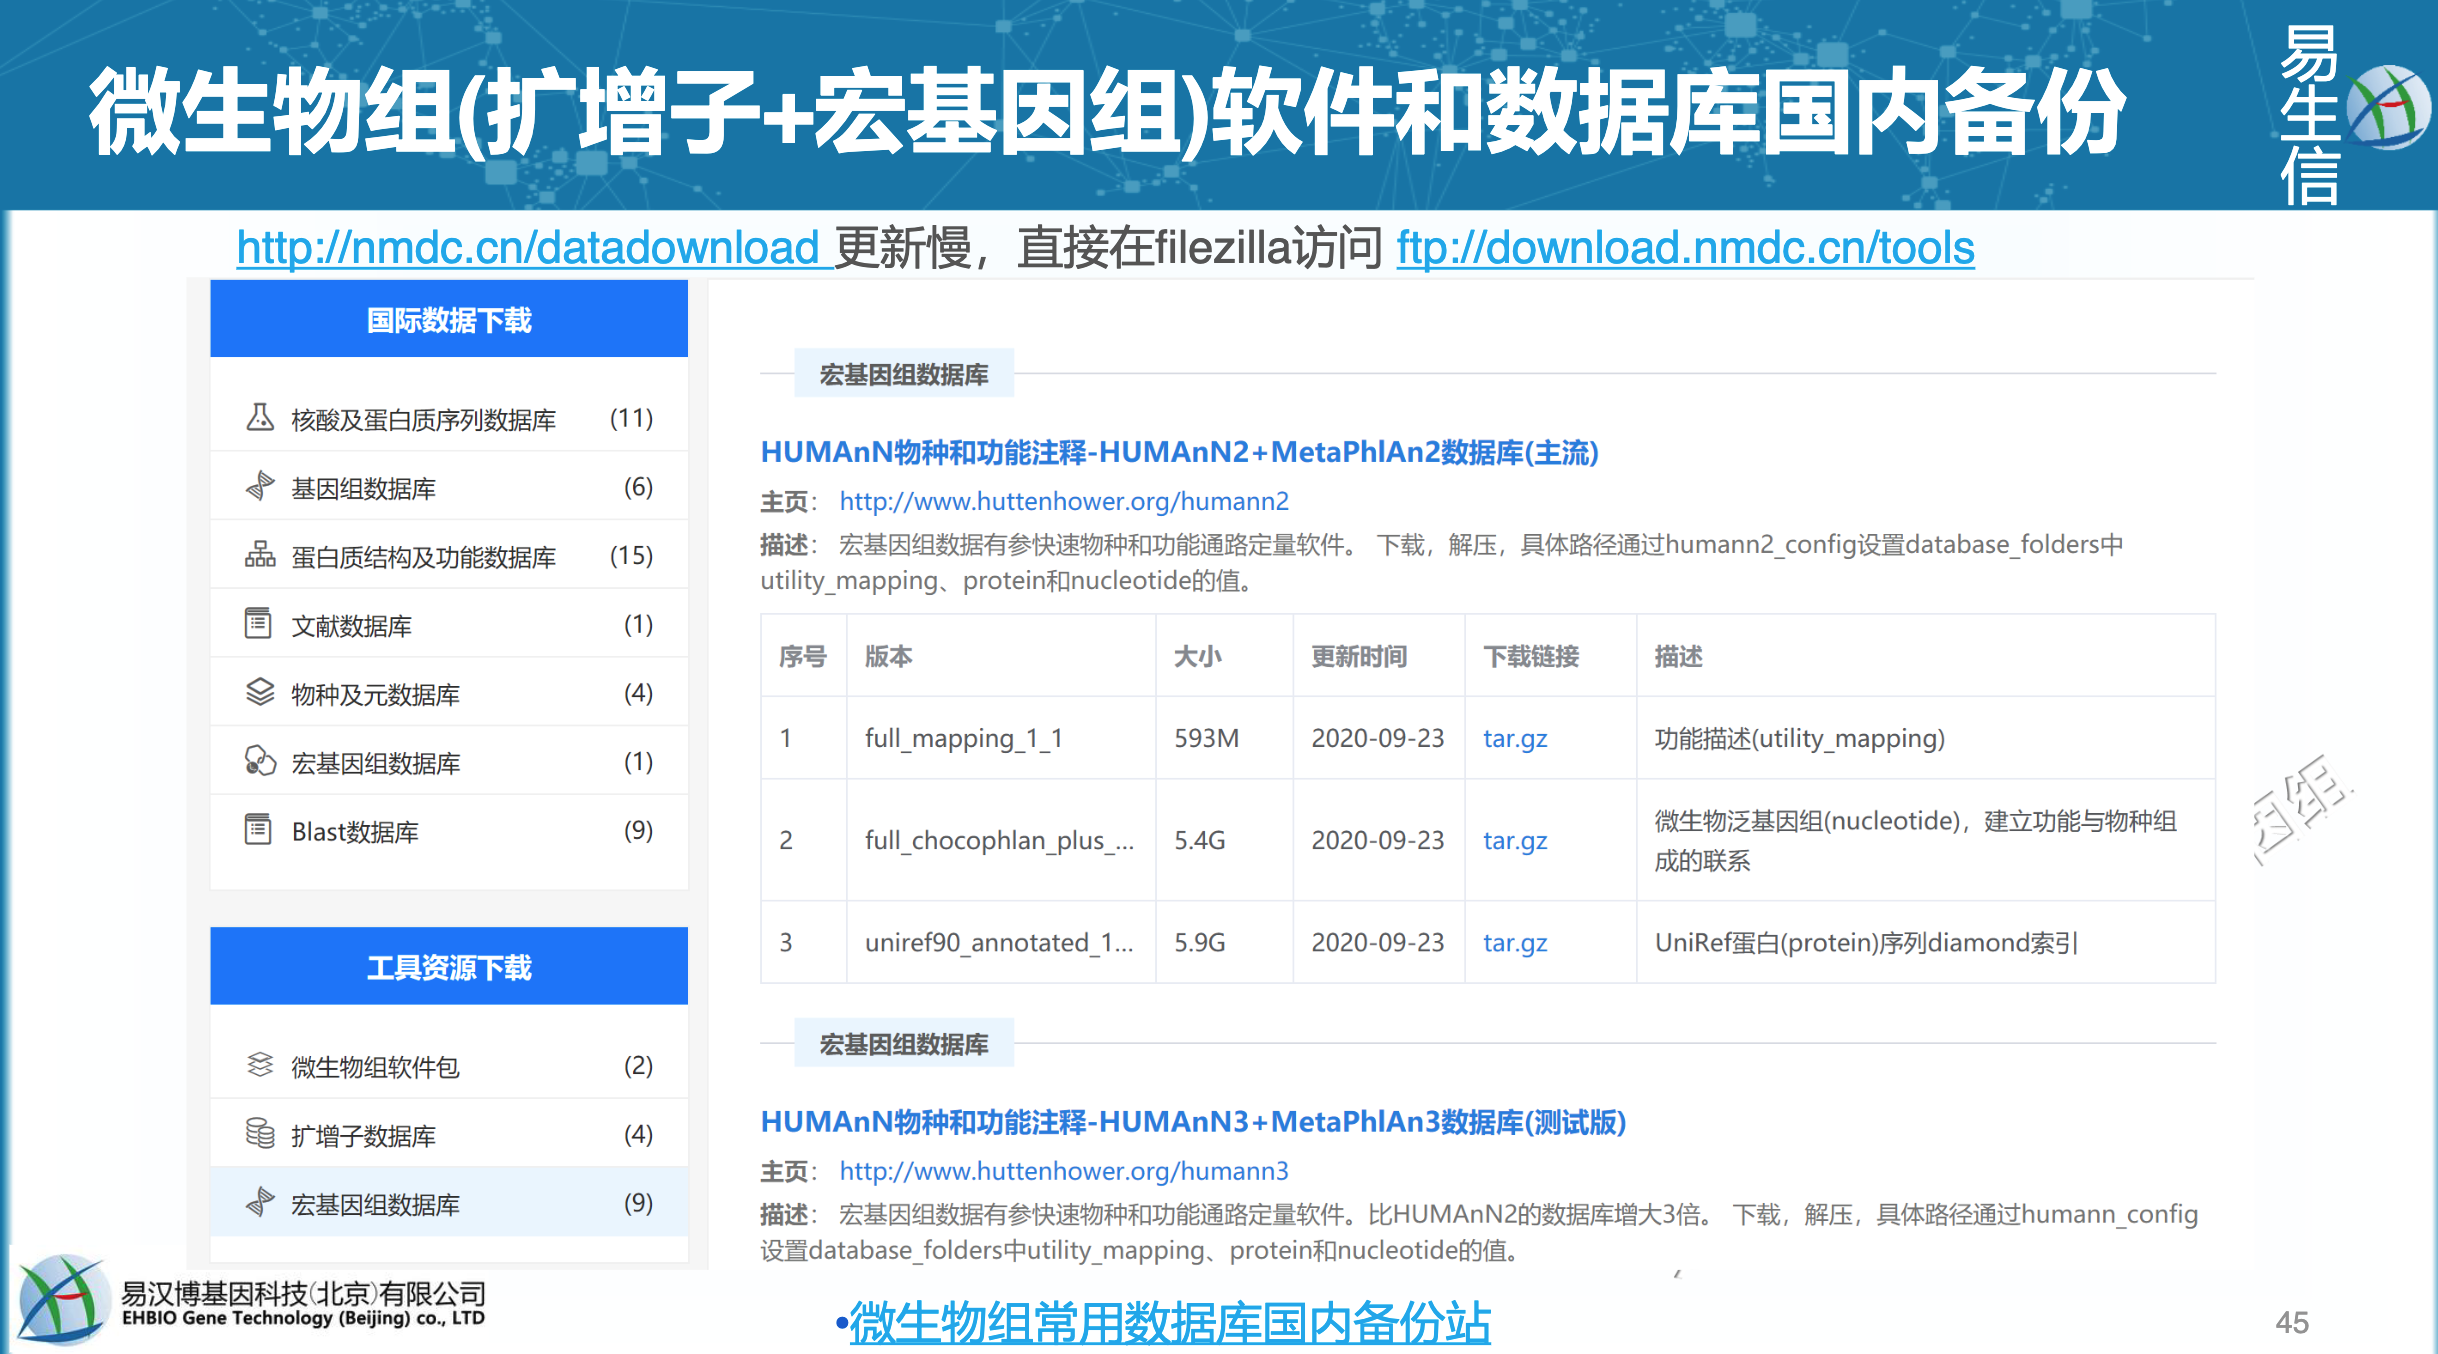 微生物组(扩增子+宏基因组)软件和数据库国内备份
易生信
http://nmdc.cn/datadownload 更新慢，直接在filezilla访问 ftp://download.nmdc.cn/tools
国际数据下载
核酸及蛋白质序列数据库 (11)
基因组数据库 (6)
蛋白质结构及功能数据库 (15)
文献数据库 (1)
物种及元数据库 (4)
宏基因组数据库 (1)
Blast数据库 (9)
工具资源下载
微生物组软件包 (2)
扩增子数据库 (4)
宏基因组数据库 (9)
宏基因组数据库
HUMAnN物种和功能注释-HUMAnN2+MetaPhlAn2数据库(主流)
主页： http://www.huttenhower.org/humann2
描述： 宏基因组数据有参快速物种和功能通路定量软件。 下载，解压，具体路径通过humann2_config设置database_folders中
utility_mapping、protein和nucleotide的值。
序号 版本 大小 更新时间 下载链接 描述
1 full_mapping_1_1 593M 2020-09-23 tar.gz 功能描述(utility_mapping)
2 full_chocophlan_plus_... 5.4G 2020-09-23 tar.gz 微生物泛基因组(nucleotide)，建立功能与物种组
成的联系
3 uniref90_annotated_1... 5.9G 2020-09-23 tar.gz UniRef蛋白(protein)序列diamond索引
宏基因组数据库
HUMAnN物种和功能注释-HUMAnN3+MetaPhlAn3数据库(测试版)
主页： http://www.huttenhower.org/humann3
描述： 宏基因组数据有参快速物种和功能通路定量软件。比HUMAnN2的数据库增大3倍。 下载，解压，具体路径通过humann_config
设置database_folders中utility_mapping、protein和nucleotide的值。
易汉博基因科技(北京)有限公司
EHBIO Gene Technology (Beijing) co., LTD
•微生物组常用数据库国内备份站
45